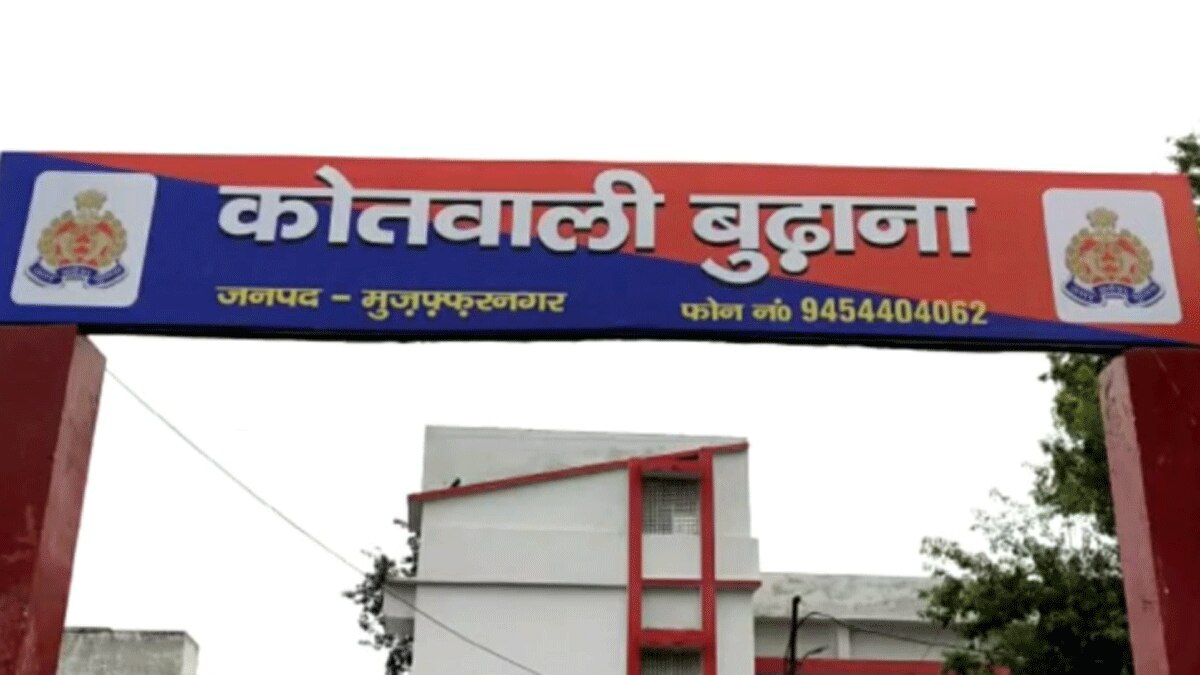 कोतवाली बुढ़ाना
जनपद - मुज़फ़्फ़रनगर
फोन नं० 9454404062